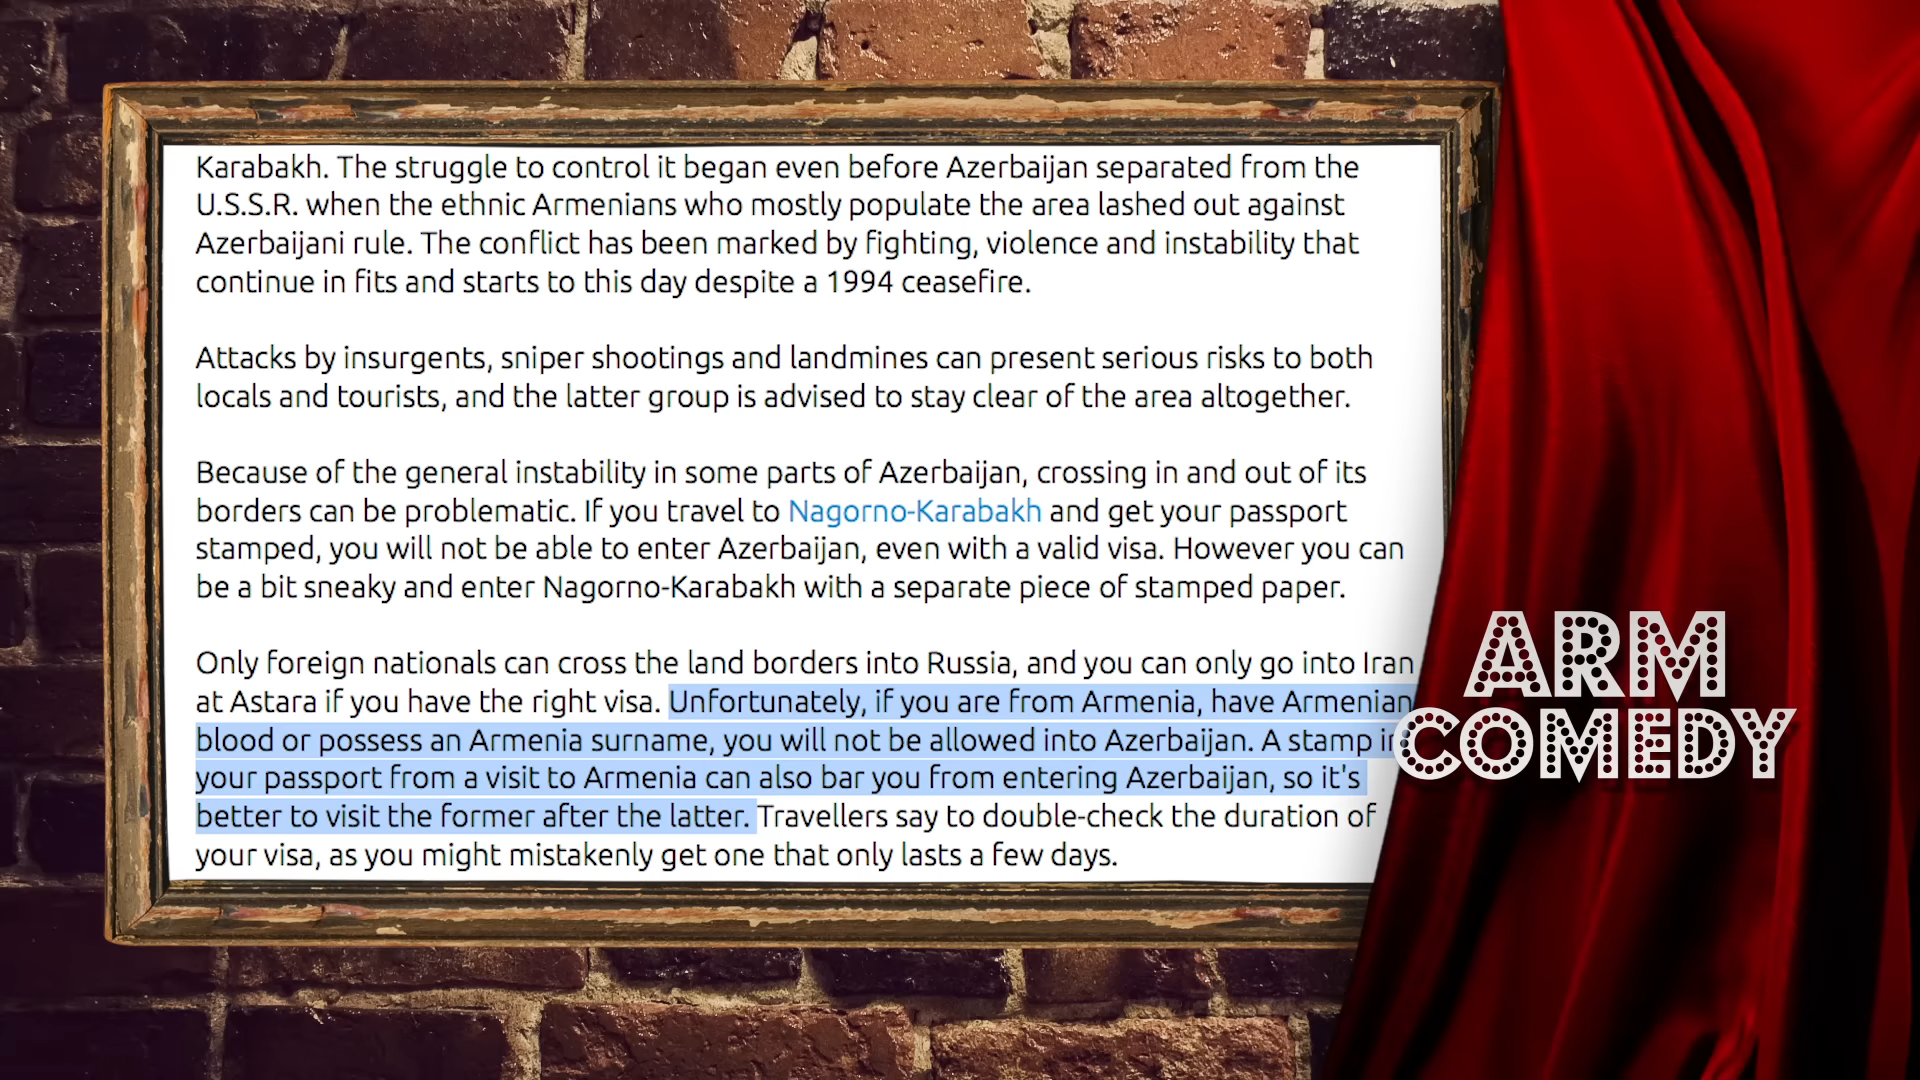 Karabakh. The struggle to control it began even before Azerbaijan separated from the
U.S.S.R. when the ethnic Armenians who mostly populate the area lashed out against
Azerbaijani rule. The conflict has been marked by fighting, violence and instability that
continue in fits and starts to this day despite a 1994 ceasefire.
Attacks by insurgents, sniper shootings and landmines can present serious risks to both
locals and tourists, and the latter group is advised to stay clear of the area altogether.
Because of the general instability in some parts of Azerbaijan, crossing in and out of its
borders can be problematic. If you travel to Nagorno-Karabakh and get your passport
stamped, you will not be able to enter Azerbaijan, even with a valid visa. However you can
be a bit sneaky and enter Nagorno-Karabakh with a separate piece of stamped paper.
Only foreign nationals can cross the land borders into Russia, and you can only go into Iran
at Astara if you have the right visa. Unfortunately, if you are from Armenia, have Armenian
blood or possess an Armenia surname, you will not be allowed into Azerbaijan. A stamp in
your passport from a visit to Armenia can also bar you from entering Azerbaijan, so it's
better to visit the former after the latter. Travellers say to double-check the duration of
your visa, as you might mistakenly get one that only lasts a few days.
ARM
COMEDY